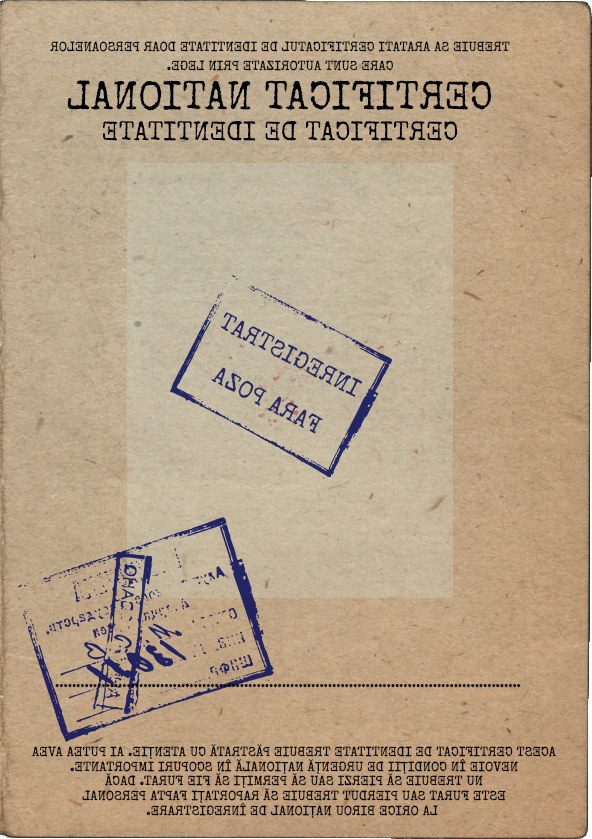 TREBUIE SA ARATATI CERTIFICATUL DE IDENTITATE DOAR PERSOANELOR
CARE SUNT AUTORIZATE PRIN LEGE.
CERTIFICAT NATIONAL
CERTIFICAT DE IDENTITATE
INREGISTRAT
FARA POZA
ACEST CERTIFICAT DE IDENTITATE TREBUIE PĂSTRATĂ CU ATENȚIE. AI PUTEA AVEA
NEVOIE ÎN CONDIȚII DE URGENȚĂ NAȚIONALĂ ÎN SCOPURI IMPORTANTE.
NU TREBUIE SĂ PIERZI SAU SĂ PERMIȚI SĂ FIE FURAT. DACĂ
ESTE FURAT SAU PIERDUT TREBUIE SĂ RAPORTAȚI FAPTA PERSONAL
LA ORICE BIROU NAȚIONAL DE ÎNREGISTRARE.